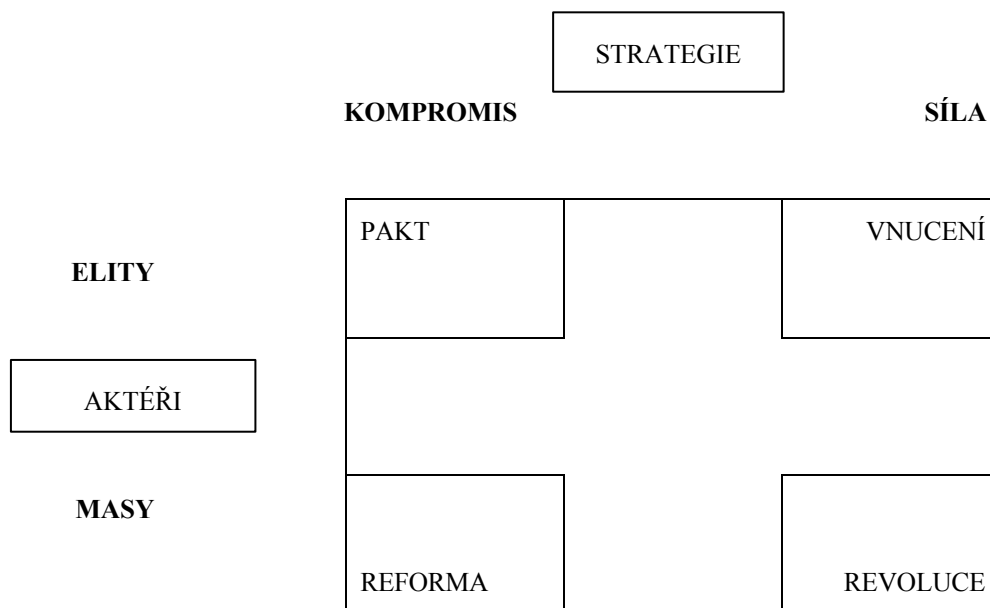 STRATEGIE
KOMPROMIS SÍLA
PAKT VNUCENÍ
ELITY
AKTÉŘI
MASY
REFORMA REVOLUCE